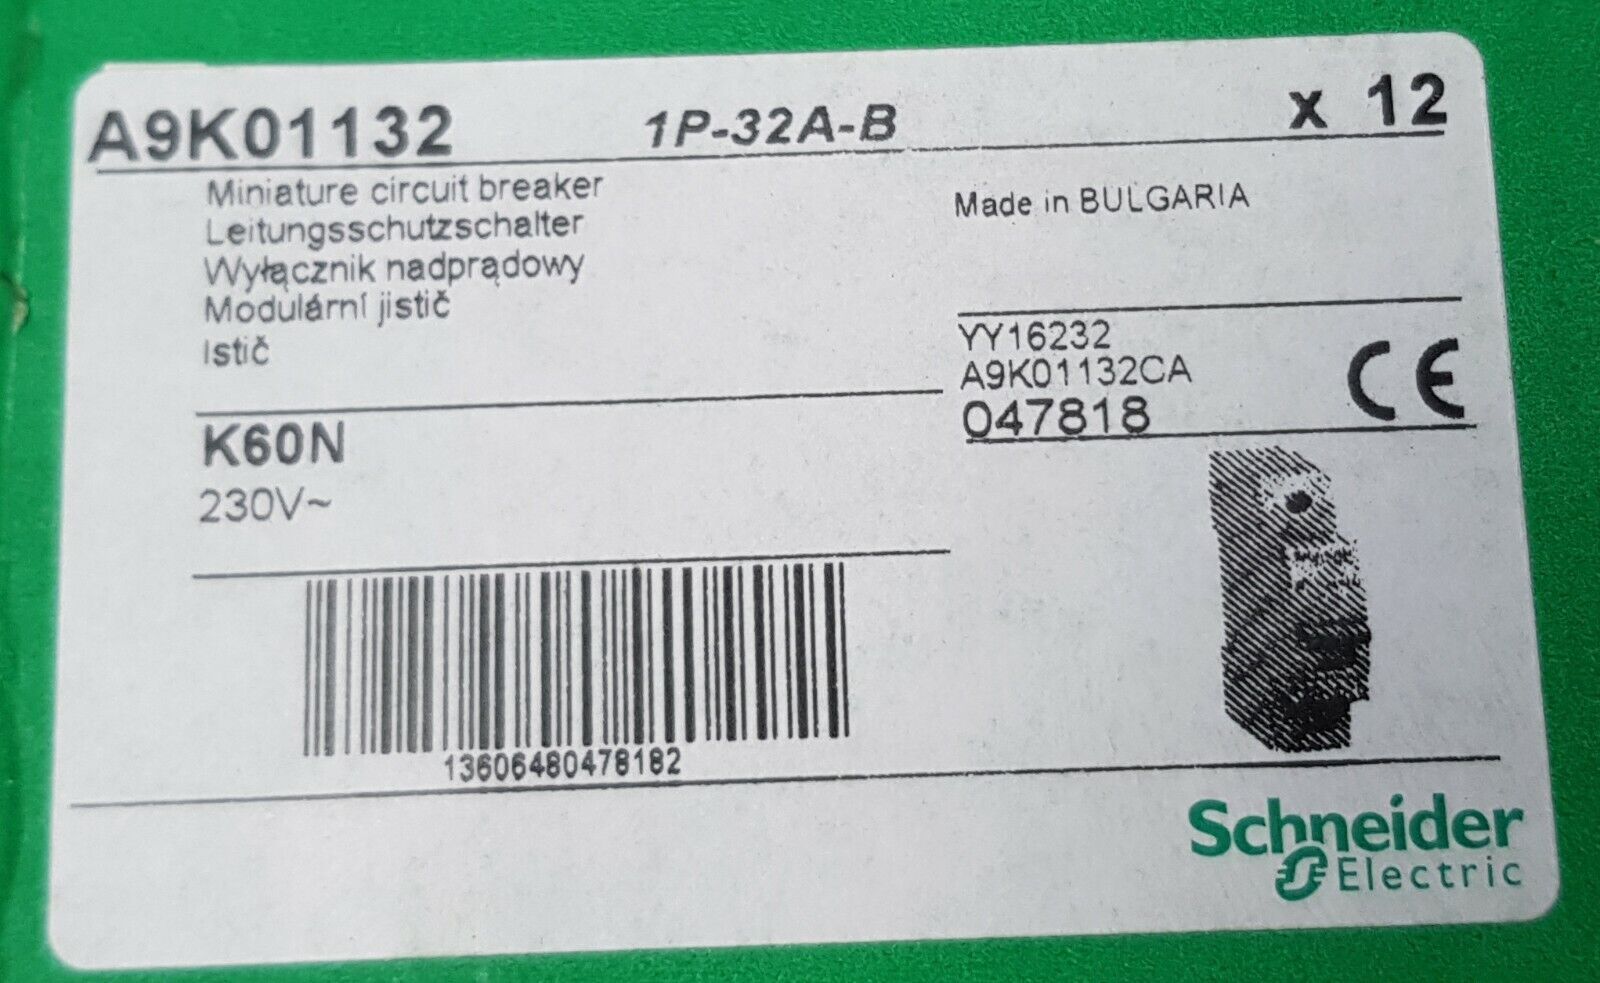 A9K01132 1P-32A-B x 12
Miniature circuit breaker
Leitungsschutzschalter
Wyłącznik nadprądowy
Modulární jistič
Istič
Made in BULGARIA
YY16232
A9K01132CA
047818
CE
K60N
230V~
13606480478182
Schneider
Electric